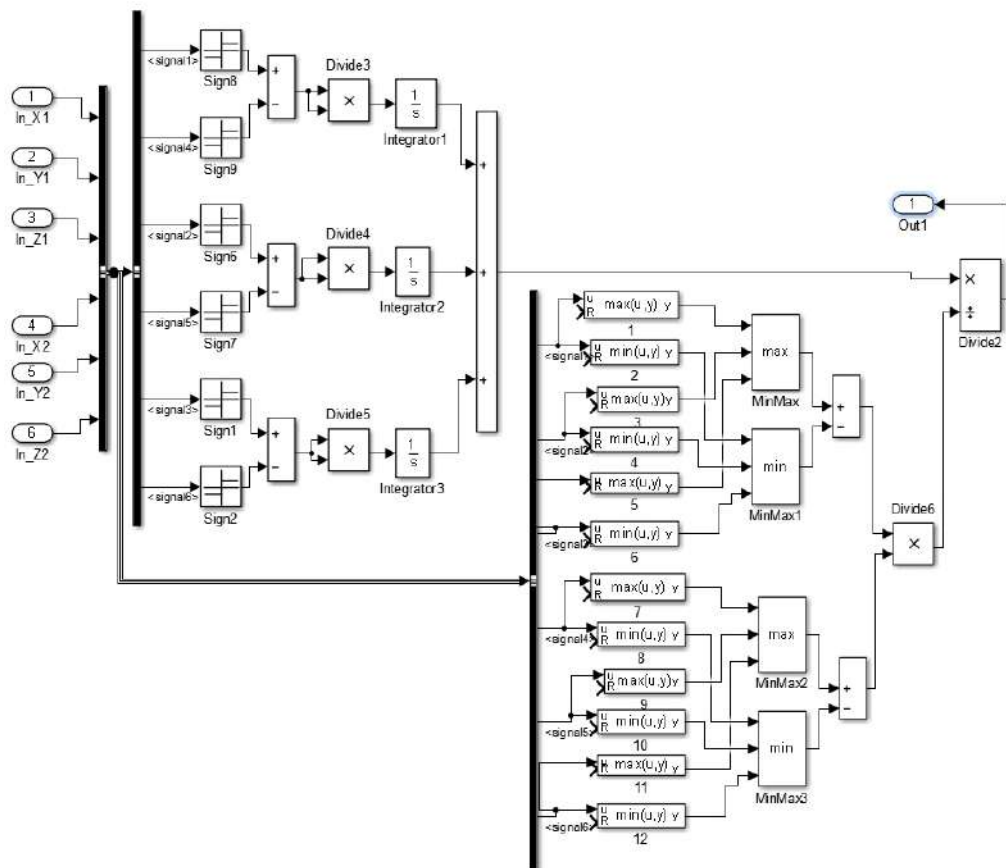 1
In_X1
2
In_Y1
3
In_Z1
4
In_X2
5
In_Y2
6
In_Z2
<signal1>
Sign8
<signal4>
Sign9
<signal2>
Sign6
<signal5>
Sign7
<signal3>
Sign1
<signal6>
Sign2
+
−
Divide3
×
1
s
Integrator1
+
−
Divide4
×
1
s
Integrator2
+
−
Divide5
×
1
s
Integrator3
+
+
+
u
R
max(u,y) y
1
u
R
min(u,y) y
2
u
R
max(u,y)y
3
u
R
min(u,y) y
4
u
R
max(u,y) y
5
u
R
min(u,y) y
6
u
R
max(u,y) y
7
u
R
min(u,y) y
8
u
R
max(u,y)y
9
u
R
min(u,y) y
10
R
max(u,y) y
11
u
R
min(u,y) y
12
<signal4>
<signal5>
<signal6>
max
MinMax
min
MinMax1
max
MinMax2
min
MinMax3
+
−
+
−
Divide6
×
1
Out1
×
÷
Divide2